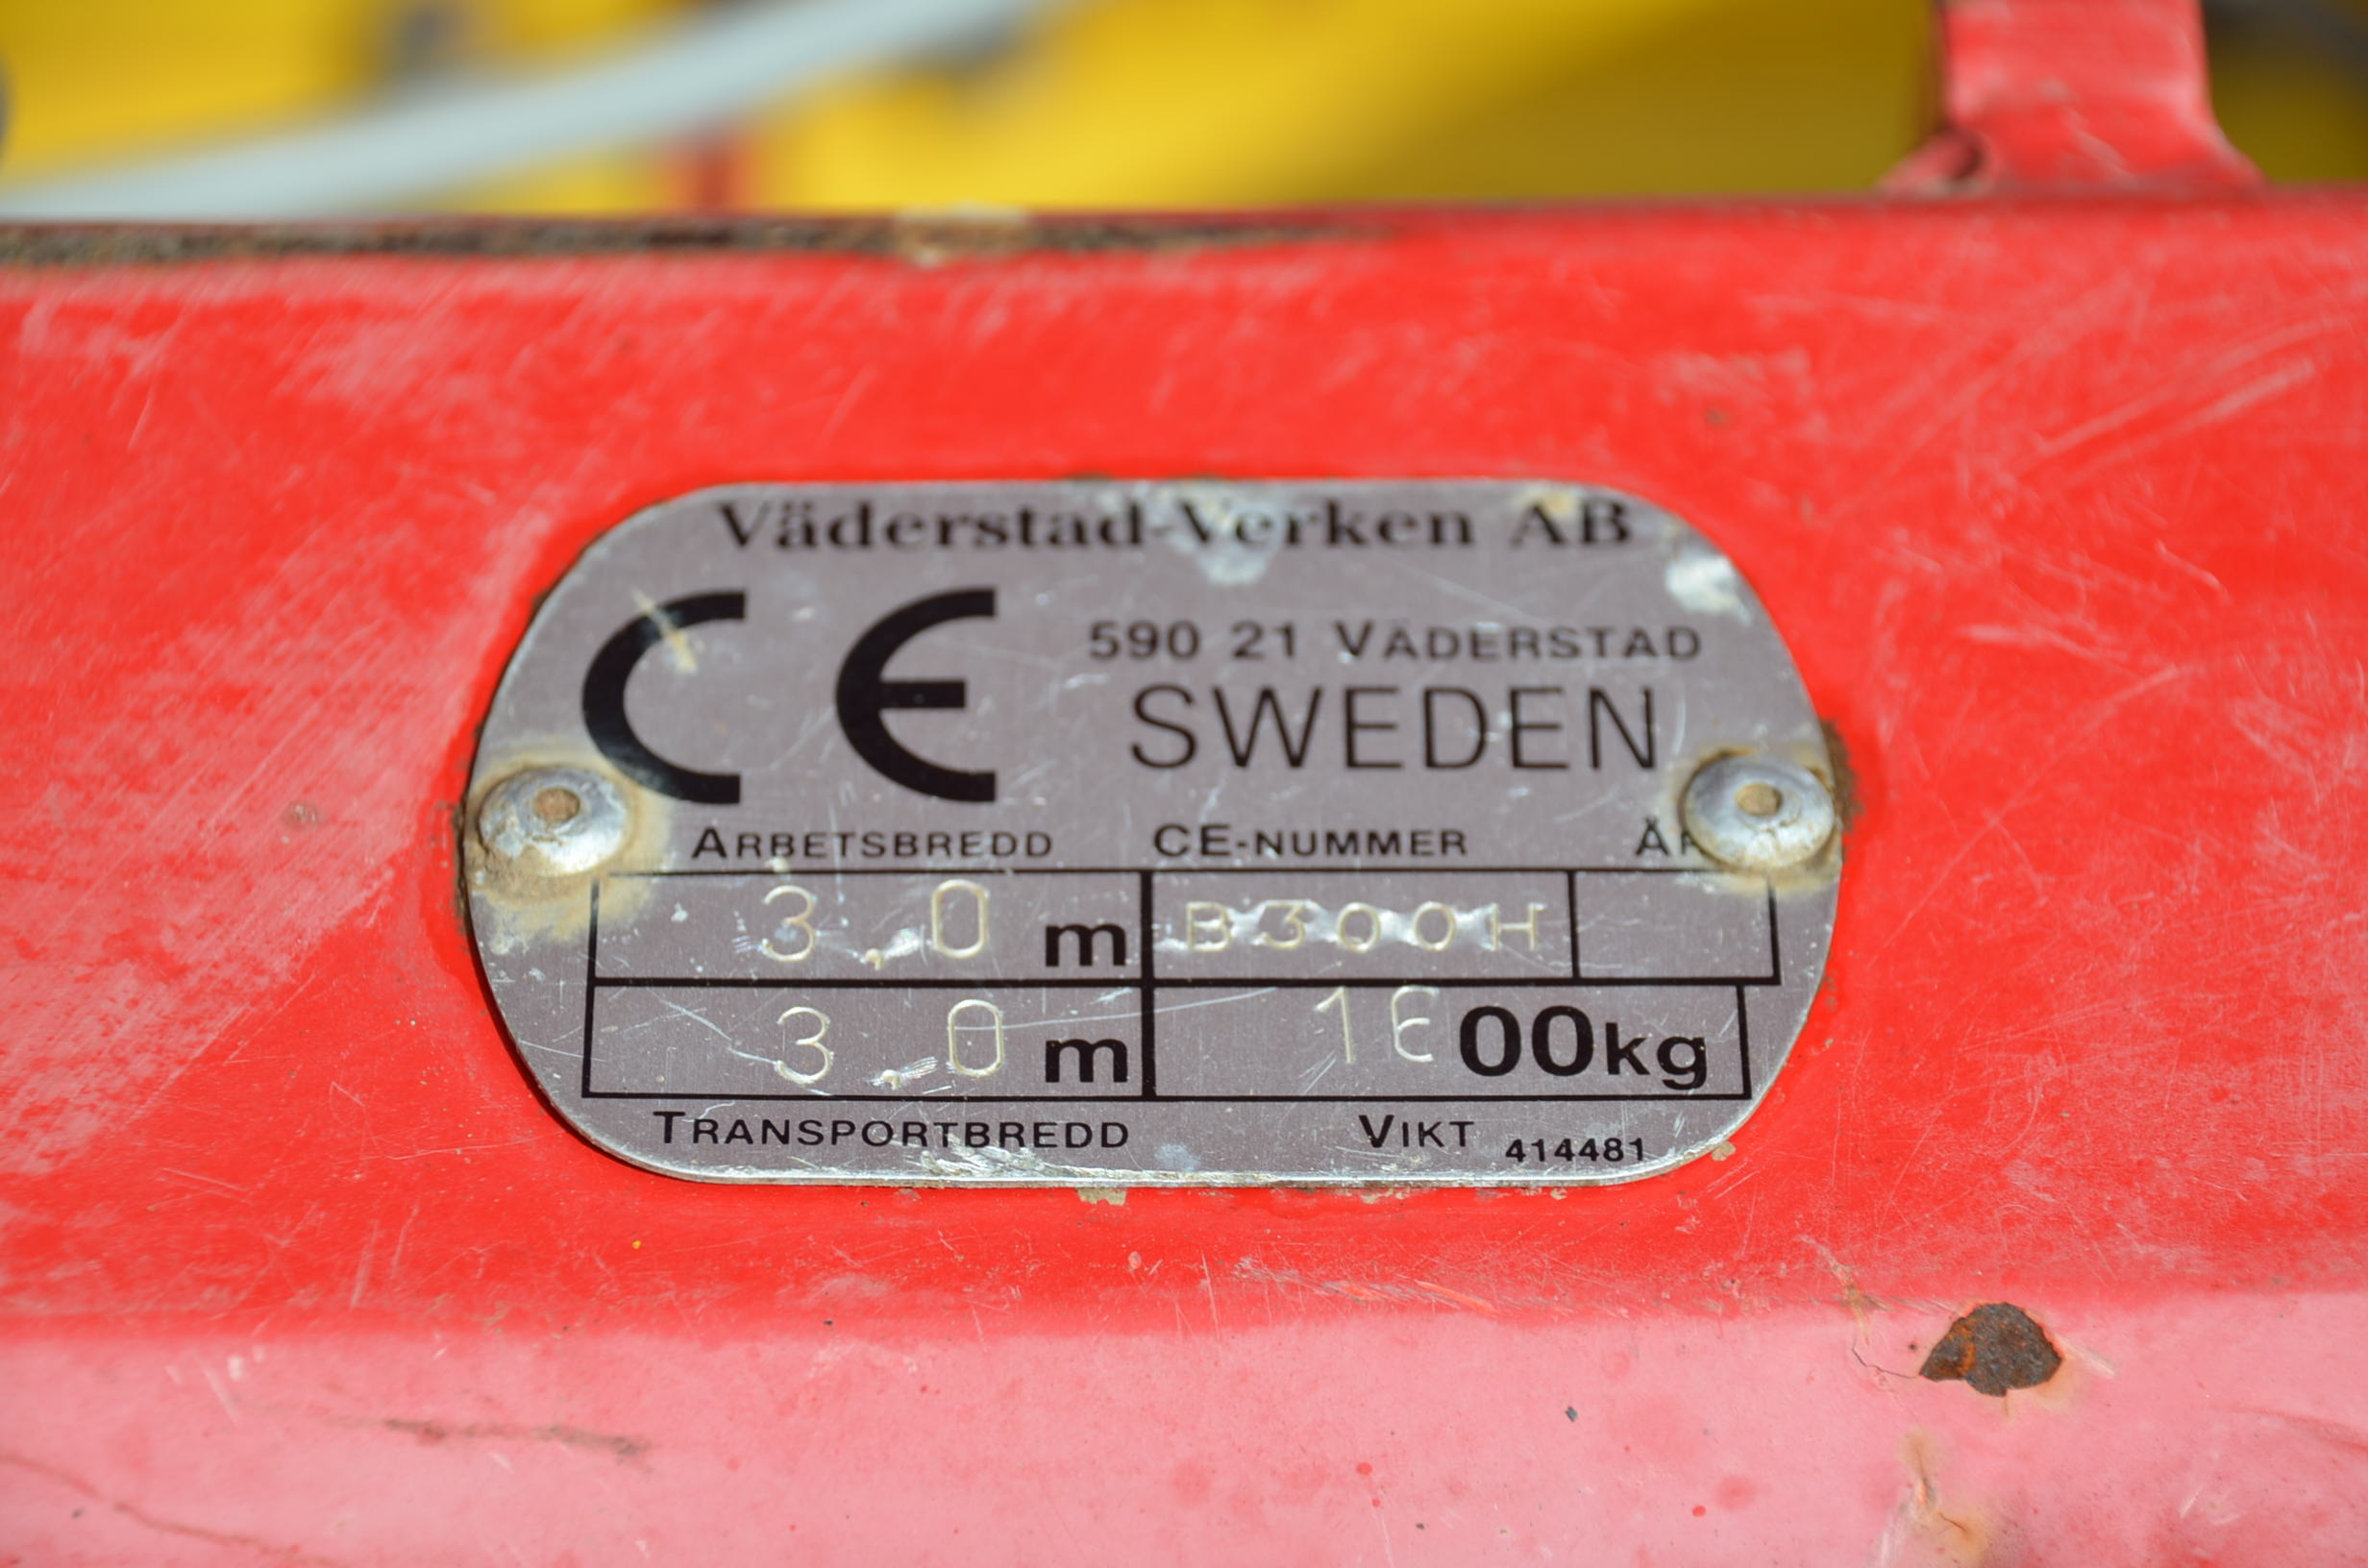 Väderstad-Verken AB
CE
590 21 VÄDERSTAD
SWEDEN
ARBETSBREDD CE-NUMMER
3,0 m B300H
3,0 m 00kg
TRANSPORTBREDD VIKT 414481